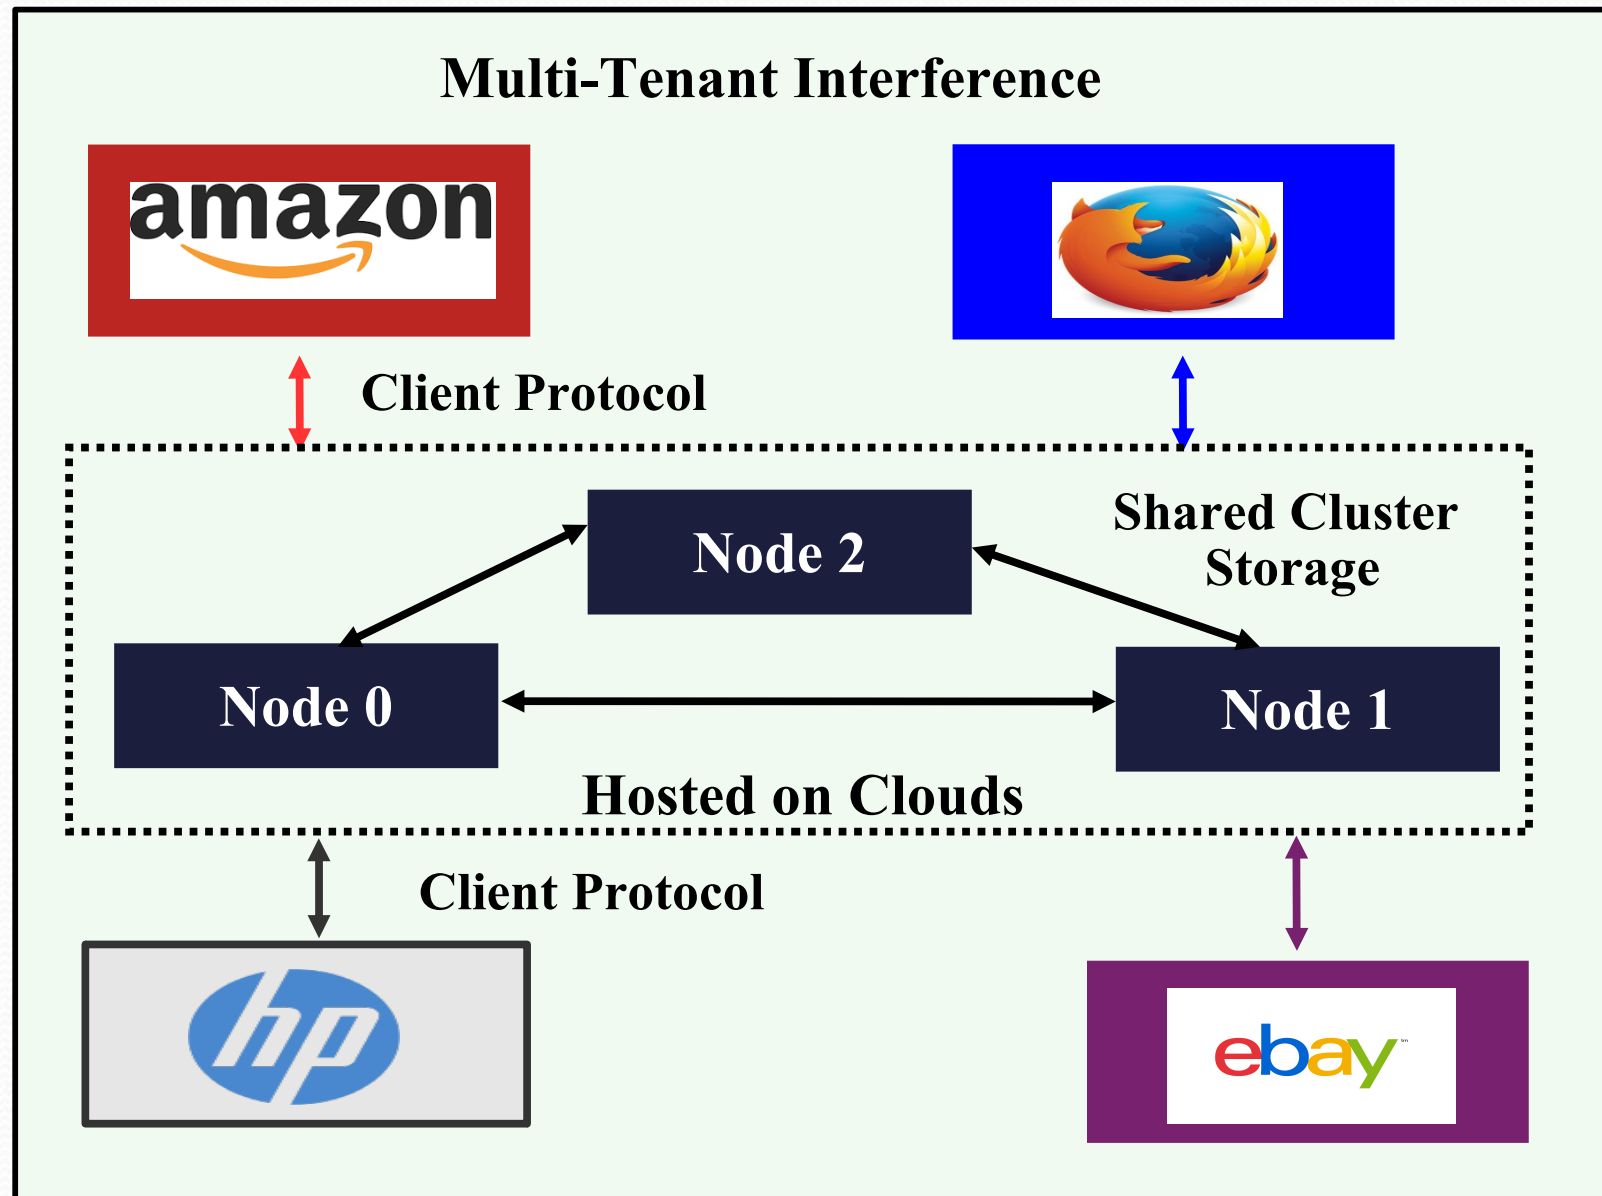 Multi-Tenant Interference
amazon
Client Protocol
Shared Cluster
Storage
Node 2
Node 0
Node 1
Hosted on Clouds
Client Protocol
hp
ebay